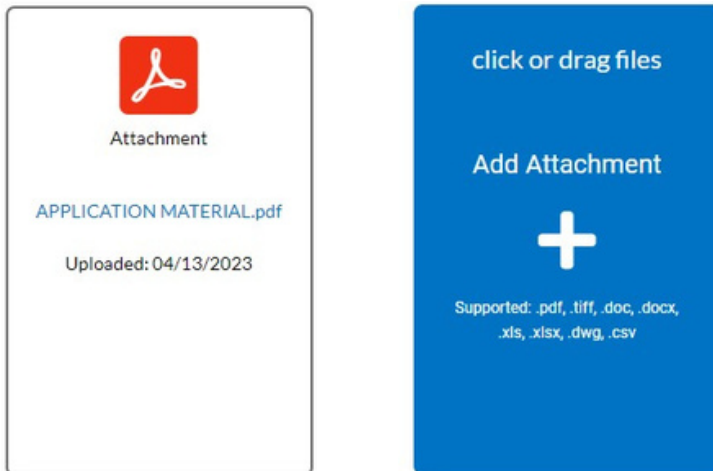 Attachment
APPLICATION MATERIAL.pdf
Uploaded: 04/13/2023
click or drag files
Add Attachment
Supported: .pdf, .tiff, .doc, .docx,
.xls, .xlsx, .dwg, .csv